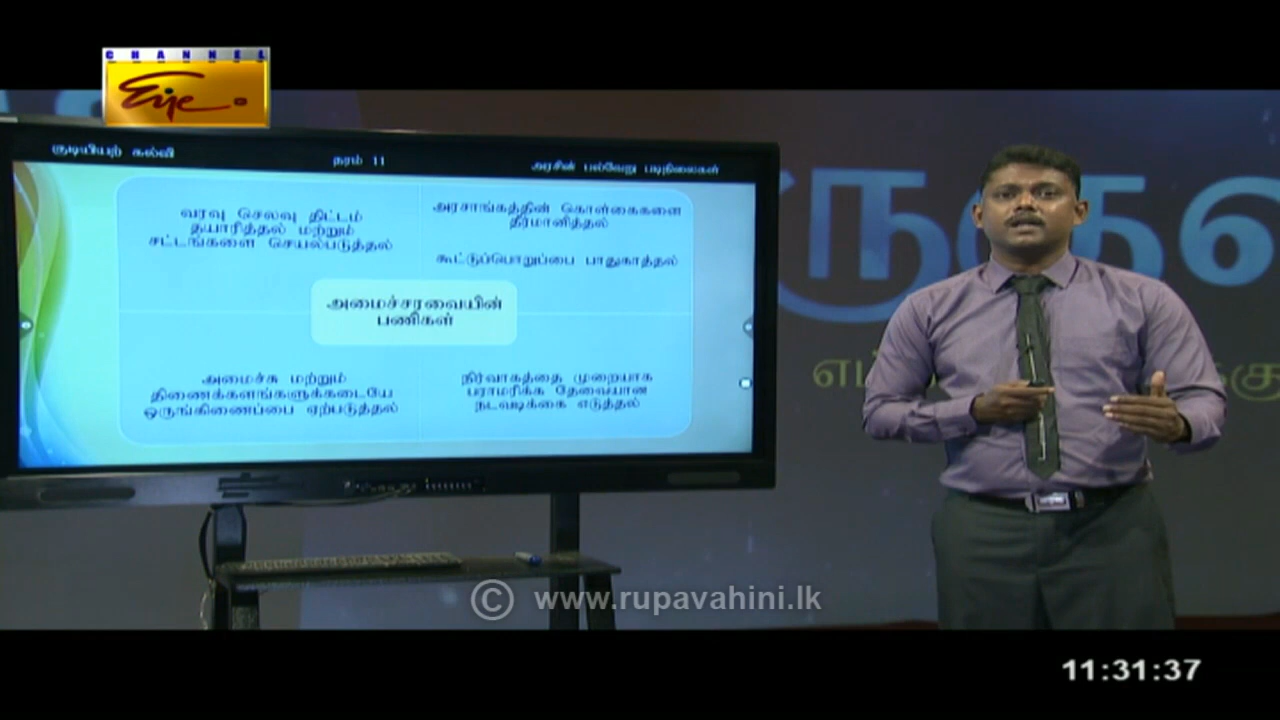 CHANNEL
Eye
குடியியற் கல்வி
தரம் 11
அரசின் பல்வேறு படிநிலைகள்
வரவு செலவு திட்டம்
தயாரித்தல் மற்றும்
சட்டங்களை செயல்படுத்தல்
அரசாங்கத்தின் கொள்கைகளை
தீர்மானித்தல்
கூட்டுப்பொறுப்பை பாதுகாத்தல்
அமைச்சரவையின்
பணிகள்
அமைச்சு மற்றும்
திணைக்களங்களுக்கடையே
ஒருங்கிணைப்பை ஏற்படுத்தல்
நிர்வாகத்தை முறையாக
பராமரிக்க தேவையான
நடவடிக்கை எடுத்தல்
© www.rupavahini.lk
11:31:37